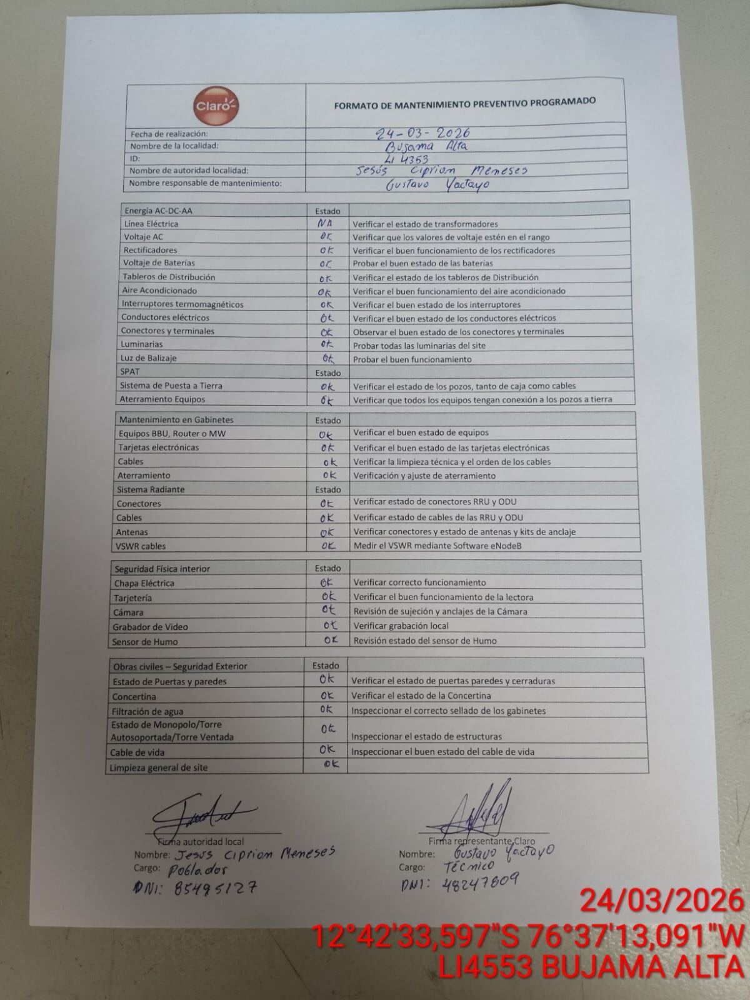 Claro
FORMATO DE MANTENIMIENTO PREVENTIVO PROGRAMADO
Fecha de realización: 24-03-2026
Nombre de la localidad: Bujama Alta
ID: LI 4353
Nombre de autoridad localidad: Jesús Ciprion Meneses
Nombre responsable de mantenimiento: Gustavo Yactayo
Energía AC-DC-AA Estado
Línea Eléctrica NA Verificar el estado de transformadores
Voltaje AC OK Verificar que los valores de voltaje estén en el rango
Rectificadores OK Verificar el buen funcionamiento de los rectificadores
Voltaje de Baterías OK Probar el buen estado de las baterías
Tableros de Distribución OK Verificar el estado de los tableros de Distribución
Aire Acondicionado OK Verificar el buen funcionamiento del aire acondicionado
Interruptores termomagnéticos OK Verificar el buen estado de los interruptores
Conductores eléctricos OK Verificar el buen estado de los conductores eléctricos
Conectores y terminales OK Observar el buen estado de los conectores y terminales
Luminarias OK Probar todas las luminarias del site
Luz de Balizaje OK Probar el buen funcionamiento
SPAT Estado
Sistema de Puesta a Tierra OK Verificar el estado de los pozos, tanto de caja como cables
Aterramiento Equipos OK Verificar que todos los equipos tengan conexión a los pozos a tierra
Mantenimiento en Gabinetes Estado
Equipos BBU, Router o MW OK Verificar el buen estado de equipos
Tarjetas electrónicas OK Verificar el buen estado de las tarjetas electrónicas
Cables OK Verificar la limpieza técnica y el orden de los cables
Aterramiento OK Verificación y ajuste de aterramiento
Sistema Radiante Estado
Conectores OK Verificar estado de conectores RRU y ODU
Cables OK Verificar estado de cables de las RRU y ODU
Antenas OK Verificar conectores y estado de antenas y kits de anclaje
VSWR cables OK Medir el VSWR mediante Software eNodeB
Seguridad Física interior Estado
Chapa Eléctrica OK Verificar correcto funcionamiento
Tarjetería OK Verificar el buen funcionamiento de la lectora
Cámara OK Revisión de sujeción y anclajes de la Cámara
Grabador de Video OK Verificar grabación local
Sensor de Humo OK Revisión estado del sensor de Humo
Obras civiles – Seguridad Exterior Estado
Estado de Puertas y paredes OK Verificar el estado de puertas paredes y cerraduras
Concertina OK Verificar el estado de la Concertina
Filtración de agua OK Inspeccionar el correcto sellado de los gabinetes
Estado de Monopolo/Torre
Autosoportada/Torre Ventada OK Inspeccionar el estado de estructuras
Cable de vida OK Inspeccionar el buen estado del cable de vida
Limpieza general de site OK
Firma autoridad local Firma representante Claro
Nombre: Jesús Ciprion Meneses Nombre: Gustavo Yactayo
Cargo: Poblador Cargo: Técnico
DNI: 85495127 DNI: 48247809
24/03/2026
12°42'33,597"S 76°37'13,091"W
LI4553 BUJAMA ALTA